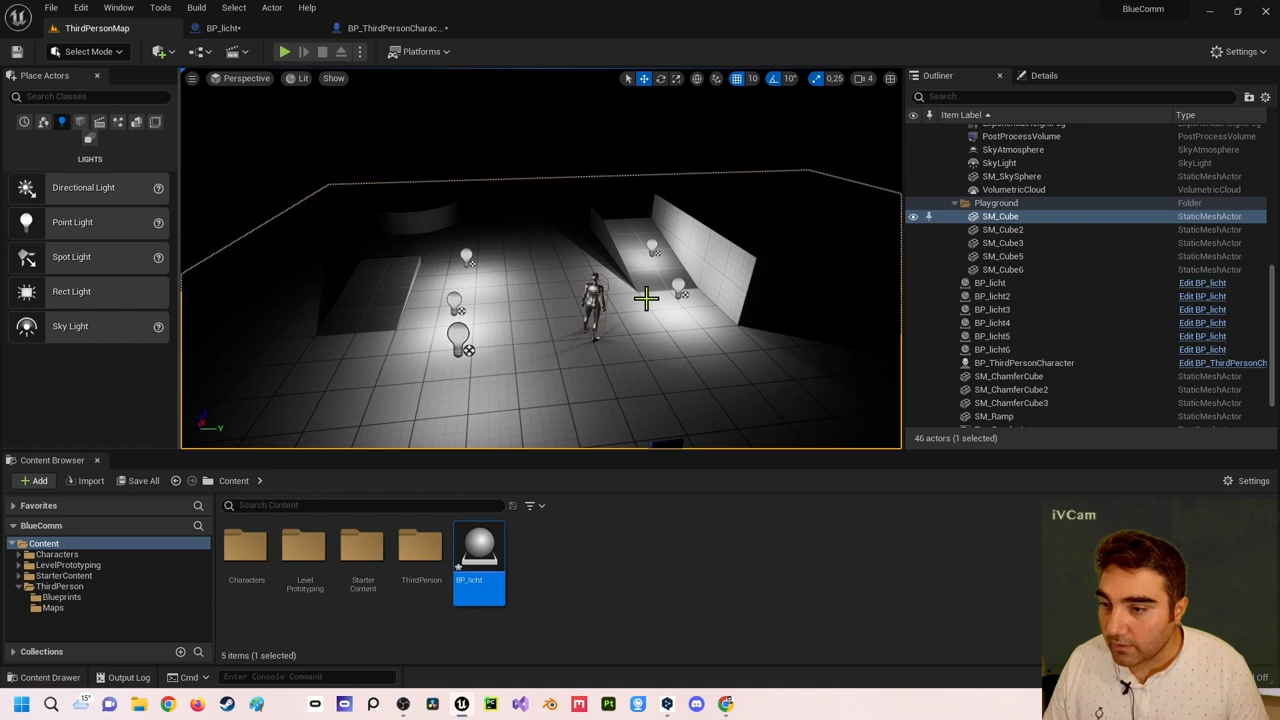 File Edit Window Tools Build Select Actor Help
BlueComm
ThirdPersonMap
BP_licht*
BP_ThirdPersonCharac...*
Select Mode
Platforms
Settings
Place Actors
Search Classes
LIGHTS
Directional Light
Point Light
Spot Light
Rect Light
Sky Light
Perspective
Lit
Show
10
10°
0,25
4
Outliner
Details
Search...
Item Label
Type
PostProcessVolume PostProcessVolume
SkyAtmosphere SkyAtmosphere
SkyLight SkyLight
SM_SkySphere StaticMeshActor
VolumetricCloud VolumetricCloud
Playground Folder
SM_Cube StaticMeshActor
SM_Cube2 StaticMeshActor
SM_Cube3 StaticMeshActor
SM_Cube5 StaticMeshActor
SM_Cube6 StaticMeshActor
BP_licht Edit BP_licht
BP_licht2 Edit BP_licht
BP_licht3 Edit BP_licht
BP_licht4 Edit BP_licht
BP_licht5 Edit BP_licht
BP_licht6 Edit BP_licht
BP_ThirdPersonCharacter Edit BP_ThirdPersonCh
SM_ChamferCube StaticMeshActor
SM_ChamferCube2 StaticMeshActor
SM_ChamferCube3 StaticMeshActor
SM_Ramp StaticMeshActor
46 actors (1 selected)
Content Browser
Add
Import
Save All
Content
Settings
Favorites
BlueComm
Content
Characters
LevelPrototyping
StarterContent
ThirdPerson
Blueprints
Maps
Collections
Search Content
Characters
Level
Prototyping
Starter
Content
ThirdPerson
BP_licht
5 items (1 selected)
iVCam
Content Drawer
Output Log
Cmd
Enter Console Command
Off
15°